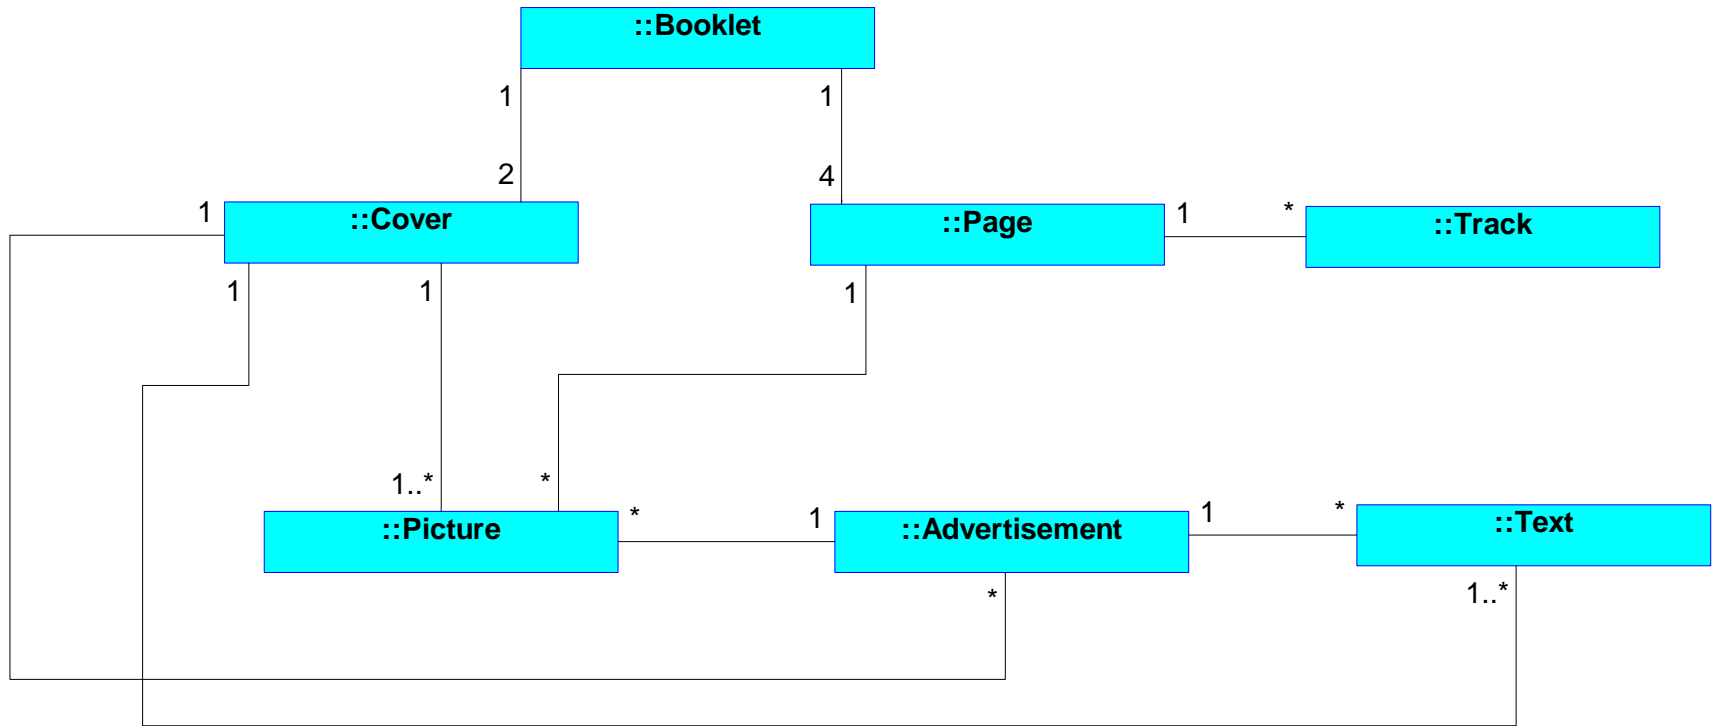 ::Booklet
1 1
2 4
1 ::Cover ::Page 1 * ::Track
1 1 1
1..* *
::Picture * 1 ::Advertisement 1 * ::Text
* 1..*